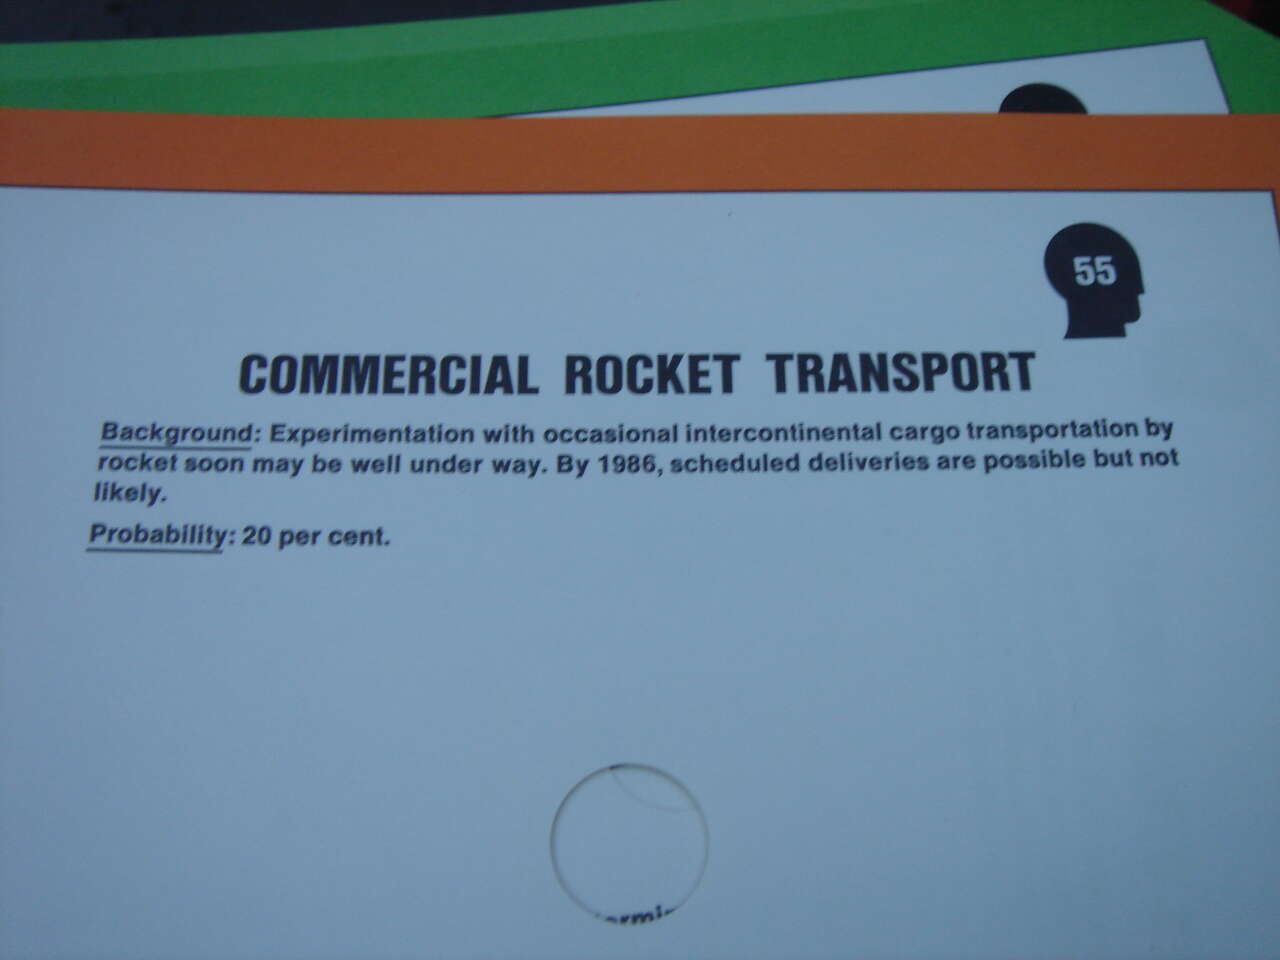 55
COMMERCIAL ROCKET TRANSPORT
Background: Experimentation with occasional intercontinental cargo transportation by
rocket soon may be well under way. By 1986, scheduled deliveries are possible but not
likely.
Probability: 20 per cent.